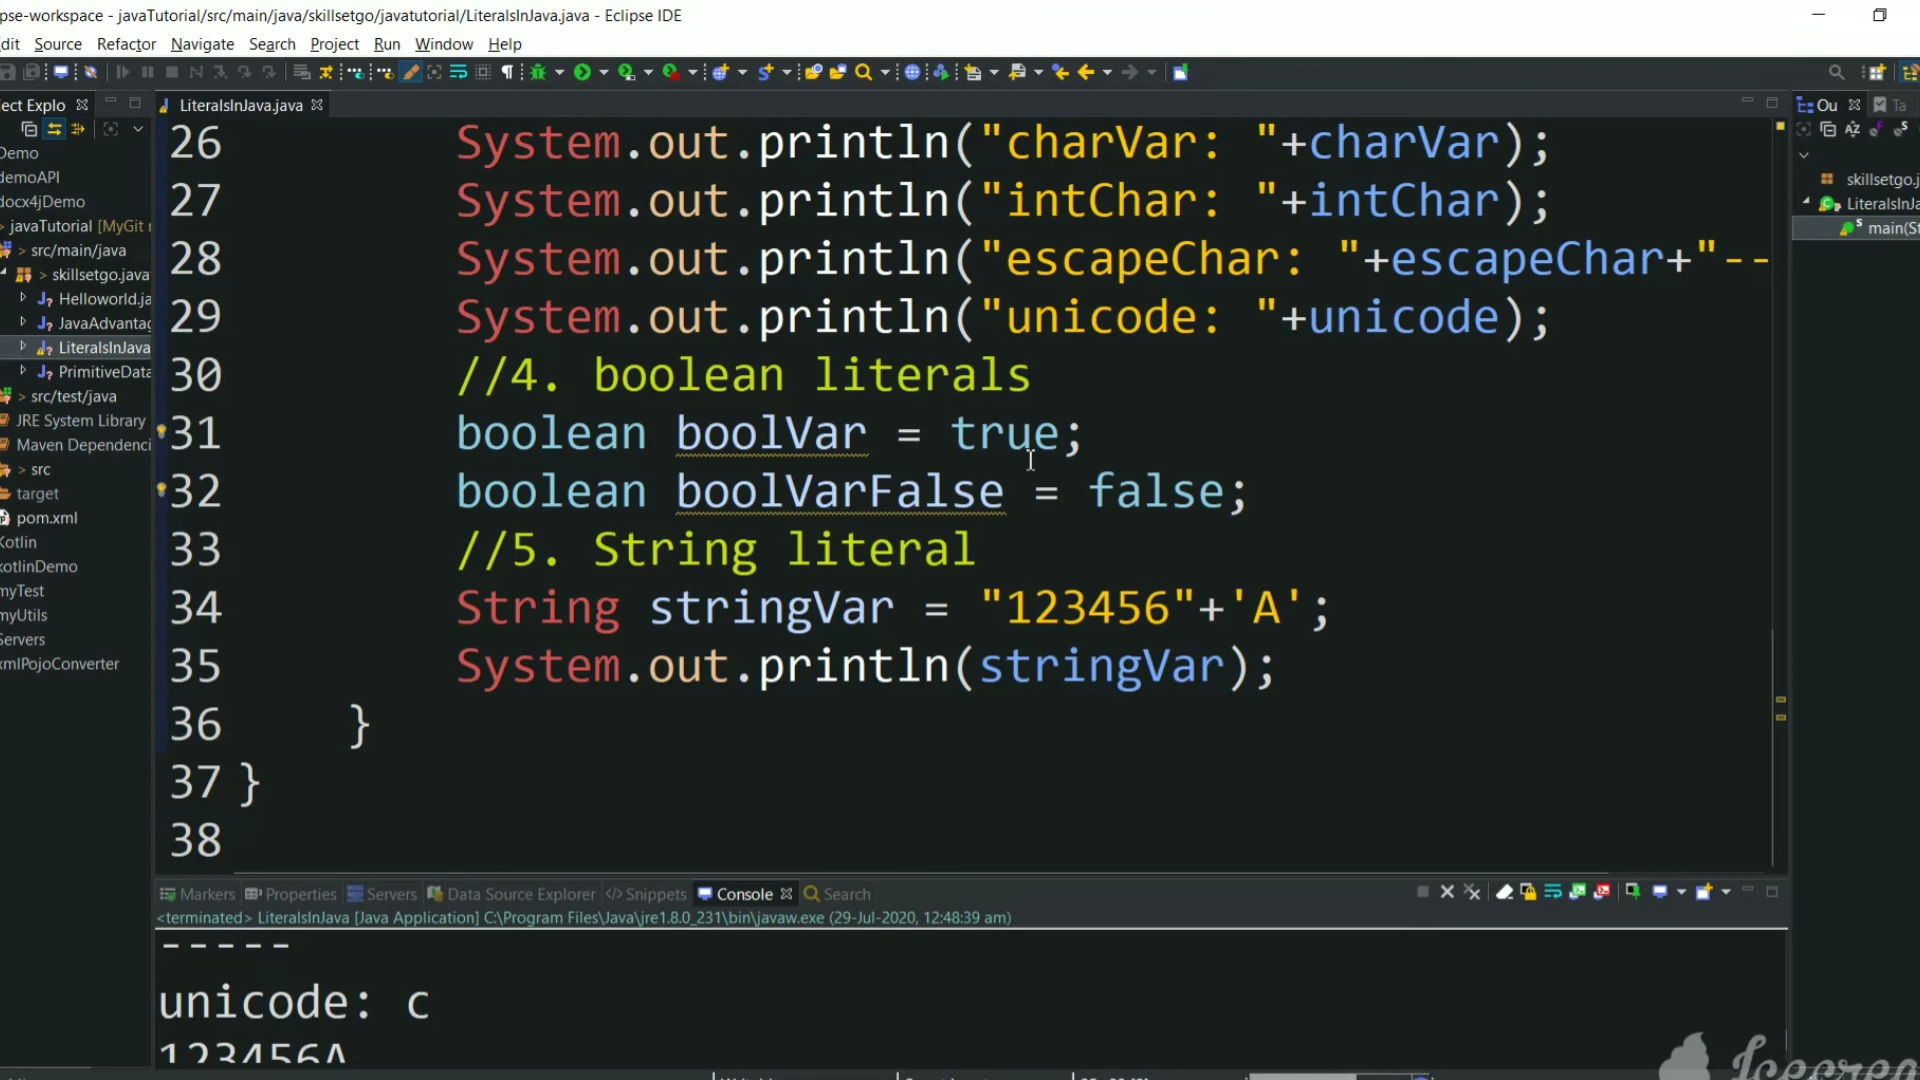 pse-workspace - javaTutorial/src/main/java/skillsetgo/javatutorial/LiteralsInJava.java - Eclipse IDE
dit Source Refactor Navigate Search Project Run Window Help
ect Explo
LiteralsInJava.java
Ou Ta
Demo
demoAPI
docx4jDemo
javaTutorial [MyGit
> src/main/java
> skillsetgo.java
Helloworld.ja
JavaAdvantag
LiteralsInJava
PrimitiveData
> src/test/java
JRE System Library
Maven Dependenci
> src
target
pom.xml
Kotlin
kotlinDemo
myTest
myUtils
Servers
xmlPojoConverter
26 System.out.println("charVar: "+charVar);
27 System.out.println("intChar: "+intChar);
28 System.out.println("escapeChar: "+escapeChar+"--
29 System.out.println("unicode: "+unicode);
30 //4. boolean literals
31 boolean boolVar = true;
32 boolean boolVarFalse = false;
33 //5. String literal
34 String stringVar = "123456"+'A';
35 System.out.println(stringVar);
36 }
37 }
38
skillsetgo.j
LiteralsInJa
main(St
Markers Properties Servers Data Source Explorer Snippets Console Search
<terminated> LiteralsInJava [Java Application] C:\Program Files\Java\jre1.8.0_231\bin\javaw.exe (29-Jul-2020, 12:48:39 am)
-----
unicode: c
123456A
Icecrea